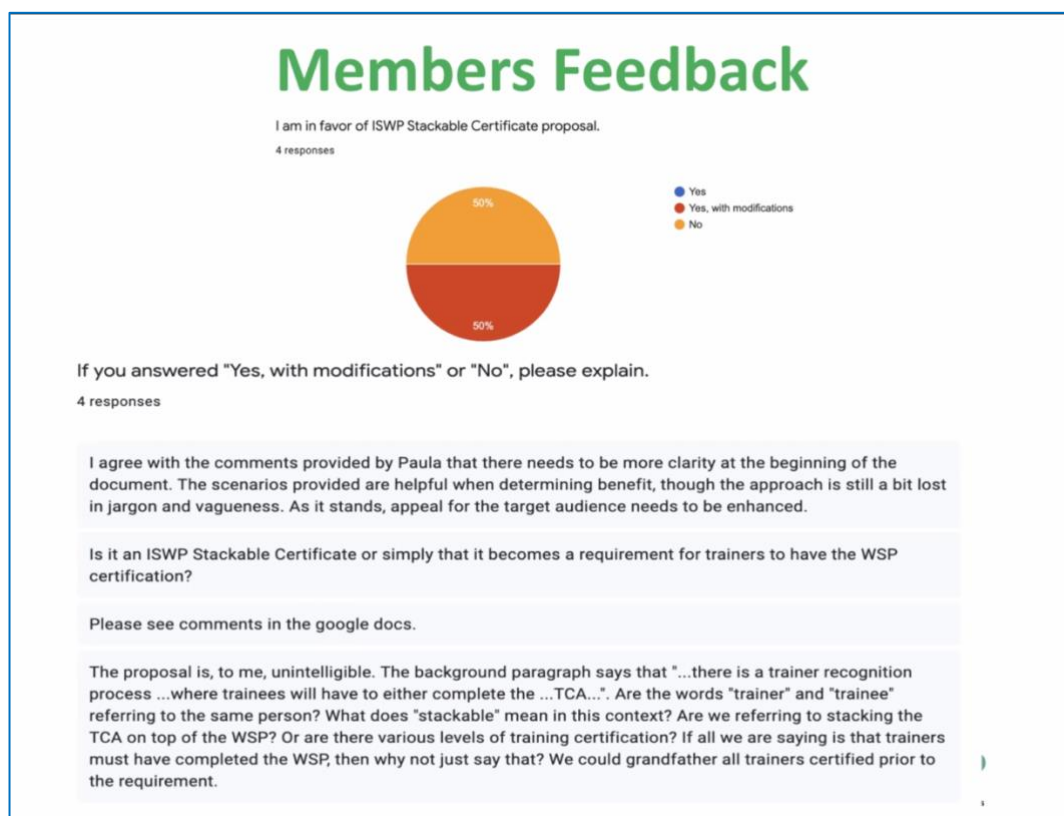 Members Feedback
I am in favor of ISWP Stackable Certificate proposal.
4 responses
50%
50%
Yes
Yes, with modifications
No
If you answered "Yes, with modifications" or "No", please explain.
4 responses
I agree with the comments provided by Paula that there needs to be more clarity at the beginning of the
document. The scenarios provided are helpful when determining benefit, though the approach is still a bit lost
in jargon and vagueness. As it stands, appeal for the target audience needs to be enhanced.
Is it an ISWP Stackable Certificate or simply that it becomes a requirement for trainers to have the WSP
certification?
Please see comments in the google docs.
The proposal is, to me, unintelligible. The background paragraph says that "...there is a trainer recognition
process ...where trainees will have to either complete the ...TCA...". Are the words "trainer" and "trainee"
referring to the same person? What does "stackable" mean in this context? Are we referring to stacking the
TCA on top of the WSP? Or are there various levels of training certification? If all we are saying is that trainers
must have completed the WSP, then why not just say that? We could grandfather all trainers certified prior to
the requirement.